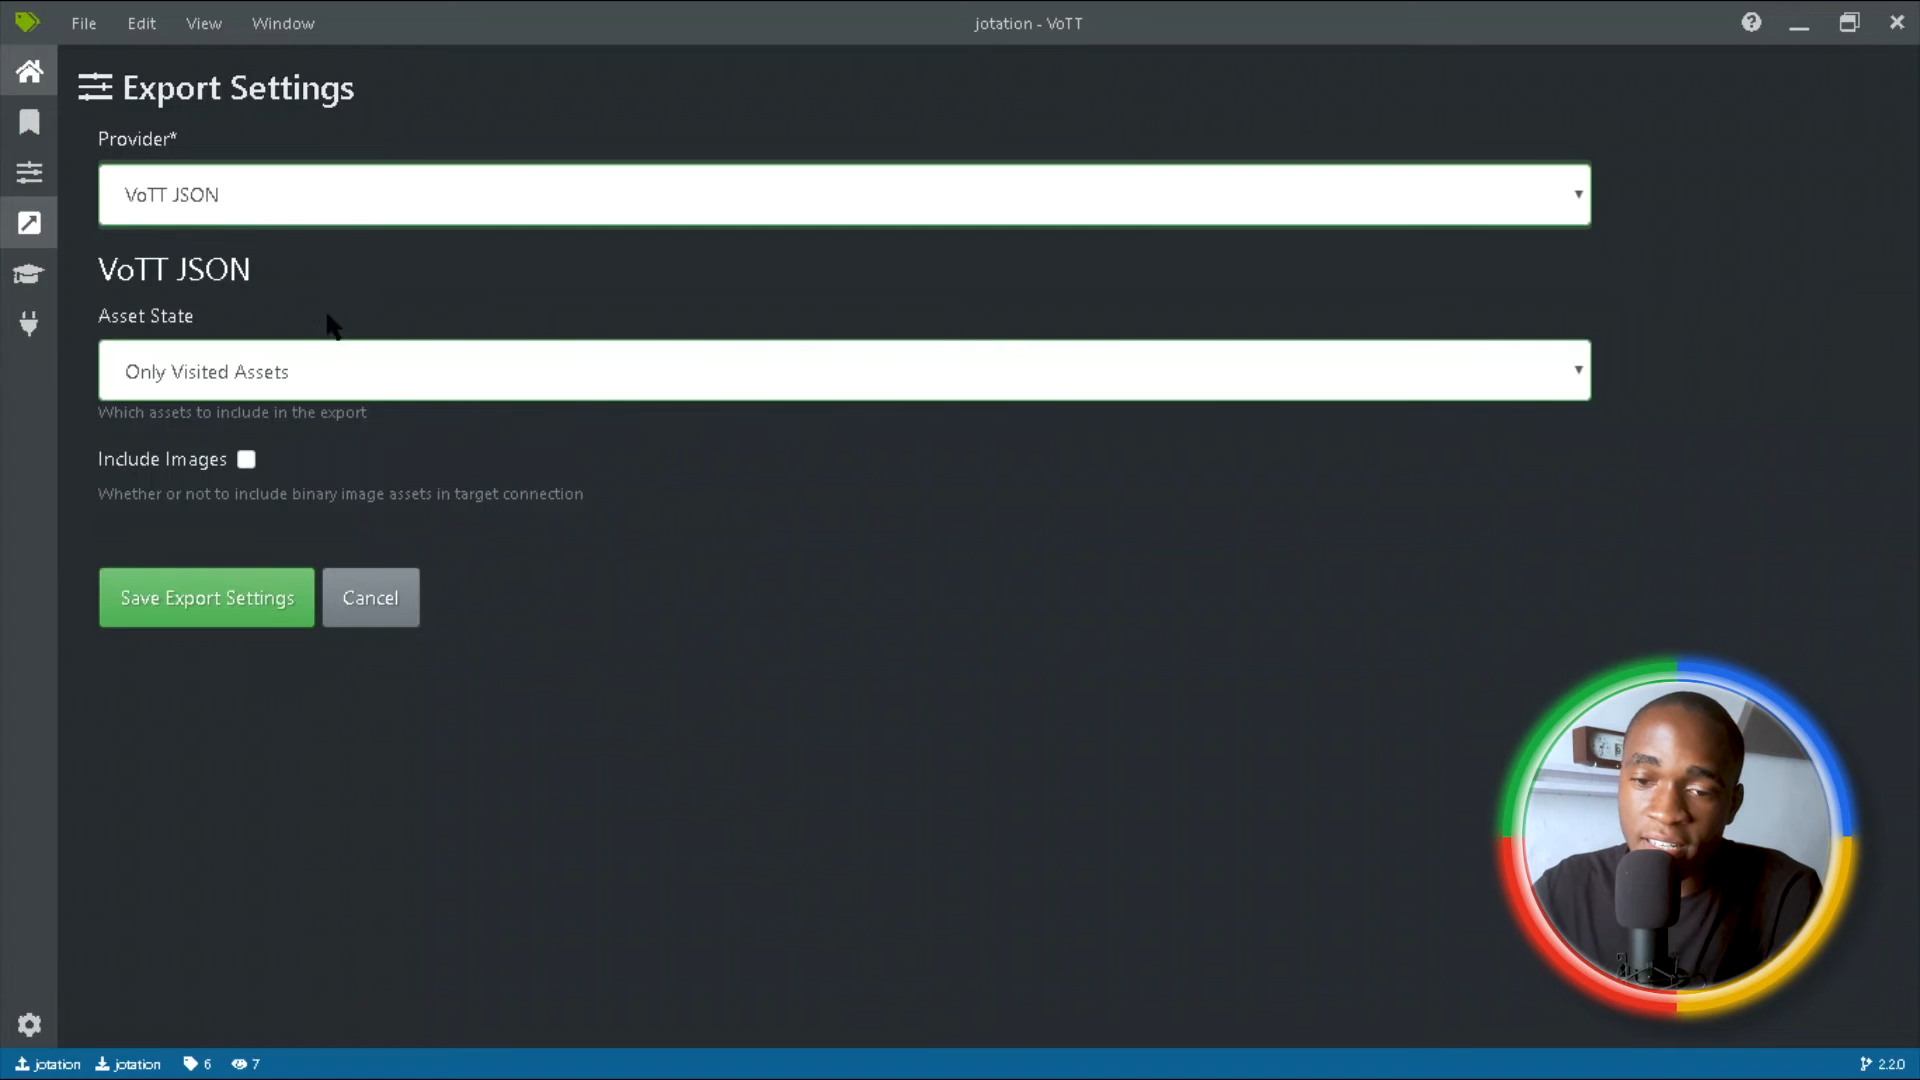 File Edit View Window jotation - VoTT
Export Settings
Provider*
VoTT JSON
VoTT JSON
Asset State
Only Visited Assets
Which assets to include in the export
Include Images
Whether or not to include binary image assets in target connection
Save Export Settings Cancel
jotation jotation 6 7 2.2.0